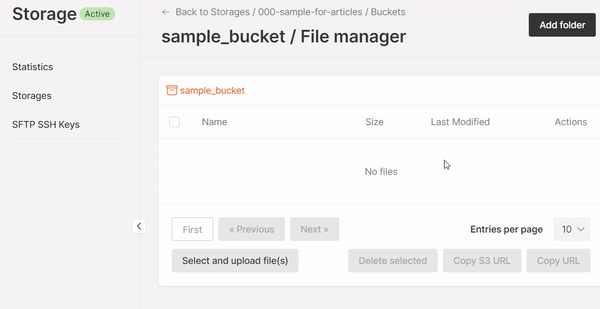 Storage Active
Statistics
Storages
SFTP SSH Keys
← Back to Storages / 000-sample-for-articles / Buckets
sample_bucket / File manager
Add folder
sample_bucket
Name Size Last Modified Actions
No files
First « Previous Next » Entries per page 10
Select and upload file(s) Delete selected Copy S3 URL Copy URL